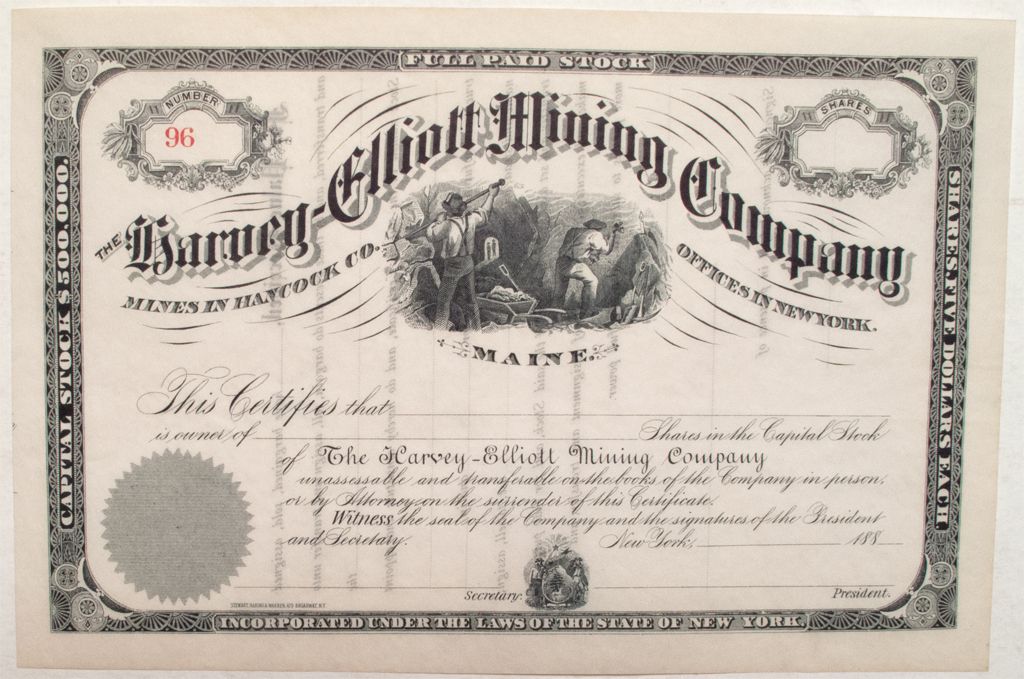 FULL PAID STOCK
NUMBER
96
SHARES
THE Harvey-Elliott Mining Company
MINES IN HANCOCK CO.
OFFICES IN NEW YORK.
MAINE.
CAPITAL STOCK $500,000.
SHARES FIVE DOLLARS EACH.
This Certifies that
is owner of Shares in the Capital Stock
of The Harvey-Elliott Mining Company
unassessable and transferable on the books of the Company in person,
or by Attorney on the surrender of this Certificate.
Witness the seal of the Company and the signatures of the President
and Secretary. New York, 188
Secretary. President.
INCORPORATED UNDER THE LAWS OF THE STATE OF NEW YORK.